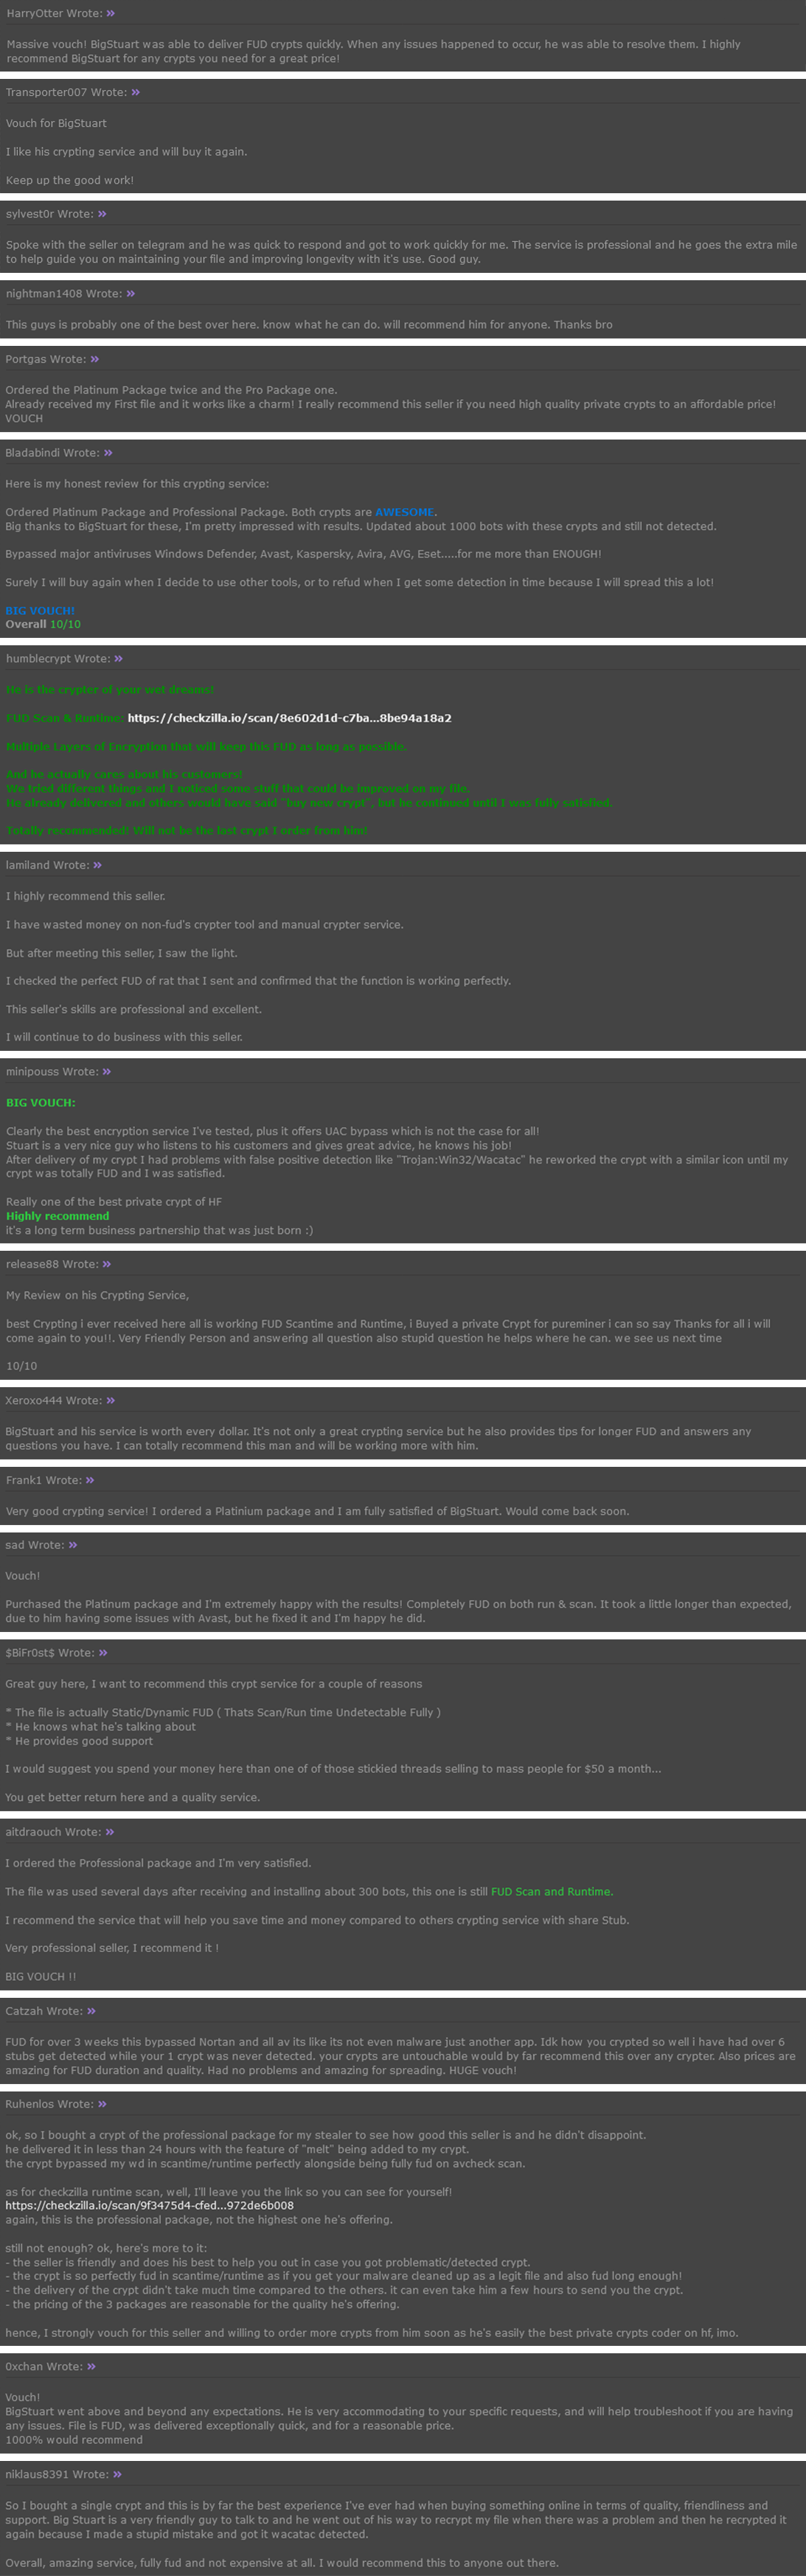 HarryOtter Wrote: »
Massive vouch! BigStuart was able to deliver FUD crypts quickly. When any issues happened to occur, he was able to resolve them. I highly
recommend BigStuart for any crypts you need for a great price!
Transporter007 Wrote: »
Vouch for BigStuart
I like his crypting service and will buy it again.
Keep up the good work!
sylvest0r Wrote: »
Spoke with the seller on telegram and he was quick to respond and got to work quickly for me. The service is professional and he goes the extra mile
to help guide you on maintaining your file and improving longevity with it's use. Good guy.
nightman1408 Wrote: »
This guys is probably one of the best over here. know what he can do. will recommend him for anyone. Thanks bro
Portgas Wrote: »
Ordered the Platinum Package twice and the Pro Package one.
Already received my First file and it works like a charm! I really recommend this seller if you need high quality private crypts to an affordable price!
VOUCH
Bladabindi Wrote: »
Here is my honest review for this crypting service:
Ordered Platinum Package and Professional Package. Both crypts are AWESOME.
Big thanks to BigStuart for these, I'm pretty impressed with results. Updated about 1000 bots with these crypts and still not detected.
Bypassed major antiviruses Windows Defender, Avast, Kaspersky, Avira, AVG, Eset.....for me more than ENOUGH!
Surely I will buy again when I decide to use other tools, or to refud when I get some detection in time because I will spread this a lot!
BIG VOUCH!
Overall 10/10
humblecrypt Wrote: »
He is the crypter of your wet dreams!
FUD Scan & Runtime: https://checkzilla.io/scan/8e602d1d-c7ba...8be94a18a2
Multiple Layers of Encryption that will keep this FUD as long as possible.
And he actually cares about his customers!
We tried different things and I noticed some stuff that could be improved on my file.
He already delivered and others would have said "buy new crypt", but he continued until I was fully satisfied.
Totally recommended! Will not be the last crypt I order from him!
lamiland Wrote: »
I highly recommend this seller.
I have wasted money on non-fud's crypter tool and manual crypter service.
But after meeting this seller, I saw the light.
I checked the perfect FUD of rat that I sent and confirmed that the function is working perfectly.
This seller's skills are professional and excellent.
I will continue to do business with this seller.
minipouss Wrote: »
BIG VOUCH:
Clearly the best encryption service I've tested, plus it offers UAC bypass which is not the case for all!
Stuart is a very nice guy who listens to his customers and gives great advice, he knows his job!
After delivery of my crypt I had problems with false positive detection like "Trojan:Win32/Wacatac" he reworked the crypt with a similar icon until my
crypt was totally FUD and I was satisfied.
Really one of the best private crypt of HF
Highly recommend
it's a long term business partnership that was just born :)
release88 Wrote: »
My Review on his Crypting Service,
best Crypting i ever received here all is working FUD Scantime and Runtime, i Buyed a private Crypt for pureminer i can so say Thanks for all i will
come again to you!!. Very Friendly Person and answering all question also stupid question he helps where he can. we see us next time
10/10
Xeroxo444 Wrote: »
BigStuart and his service is worth every dollar. It's not only a great crypting service but he also provides tips for longer FUD and answers any
questions you have. I can totally recommend this man and will be working more with him.
Frank1 Wrote: »
Very good crypting service! I ordered a Platinium package and I am fully satisfied of BigStuart. Would come back soon.
sad Wrote: »
Vouch!
Purchased the Platinum package and I'm extremely happy with the results! Completely FUD on both run & scan. It took a little longer than expected,
due to him having some issues with Avast, but he fixed it and I'm happy he did.
$BiFr0st$ Wrote: »
Great guy here, I want to recommend this crypt service for a couple of reasons
* The file is actually Static/Dynamic FUD ( Thats Scan/Run time Undetectable Fully )
* He knows what he's talking about
* He provides good support
I would suggest you spend your money here than one of of those stickied threads selling to mass people for $50 a month...
You get better return here and a quality service.
aitdraouch Wrote: »
I ordered the Professional package and I'm very satisfied.
The file was used several days after receiving and installing about 300 bots, this one is still FUD Scan and Runtime.
I recommend the service that will help you save time and money compared to others crypting service with share Stub.
Very professional seller, I recommend it !
BIG VOUCH !!
Catzah Wrote: »
FUD for over 3 weeks this bypassed Nortan and all av its like its not even malware just another app. Idk how you crypted so well i have had over 6
stubs get detected while your 1 crypt was never detected. your crypts are untouchable would by far recommend this over any crypter. Also prices are
amazing for FUD duration and quality. Had no problems and amazing for spreading. HUGE vouch!
Ruhenlos Wrote: »
ok, so I bought a crypt of the professional package for my stealer to see how good this seller is and he didn't disappoint.
he delivered it in less than 24 hours with the feature of "melt" being added to my crypt.
the crypt bypassed my wd in scantime/runtime perfectly alongside being fully fud on avcheck scan.
as for checkzilla runtime scan, well, I'll leave you the link so you can see for yourself!
https://checkzilla.io/scan/9f3475d4-cfed...972de6b008
again, this is the professional package, not the highest one he's offering.
still not enough? ok, here's more to it:
- the seller is friendly and does his best to help you out in case you got problematic/detected crypt.
- the crypt is so perfectly fud in scantime/runtime as if you get your malware cleaned up as a legit file and also fud long enough!
- the delivery of the crypt didn't take much time compared to the others. it can even take him a few hours to send you the crypt.
- the pricing of the 3 packages are reasonable for the quality he's offering.
hence, I strongly vouch for this seller and willing to order more crypts from him soon as he's easily the best private crypts coder on hf, imo.
0xchan Wrote: »
Vouch!
BigStuart went above and beyond any expectations. He is very accommodating to your specific requests, and will help troubleshoot if you are having
any issues. File is FUD, was delivered exceptionally quick, and for a reasonable price.
1000% would recommend
niklaus8391 Wrote: »
So I bought a single crypt and this is by far the best experience I've ever had when buying something online in terms of quality, friendliness and
support. Big Stuart is a very friendly guy to talk to and he went out of his way to recrypt my file when there was a problem and then he recrypted it
again because I made a stupid mistake and got it wacatac detected.
Overall, amazing service, fully fud and not expensive at all. I would recommend this to anyone out there.